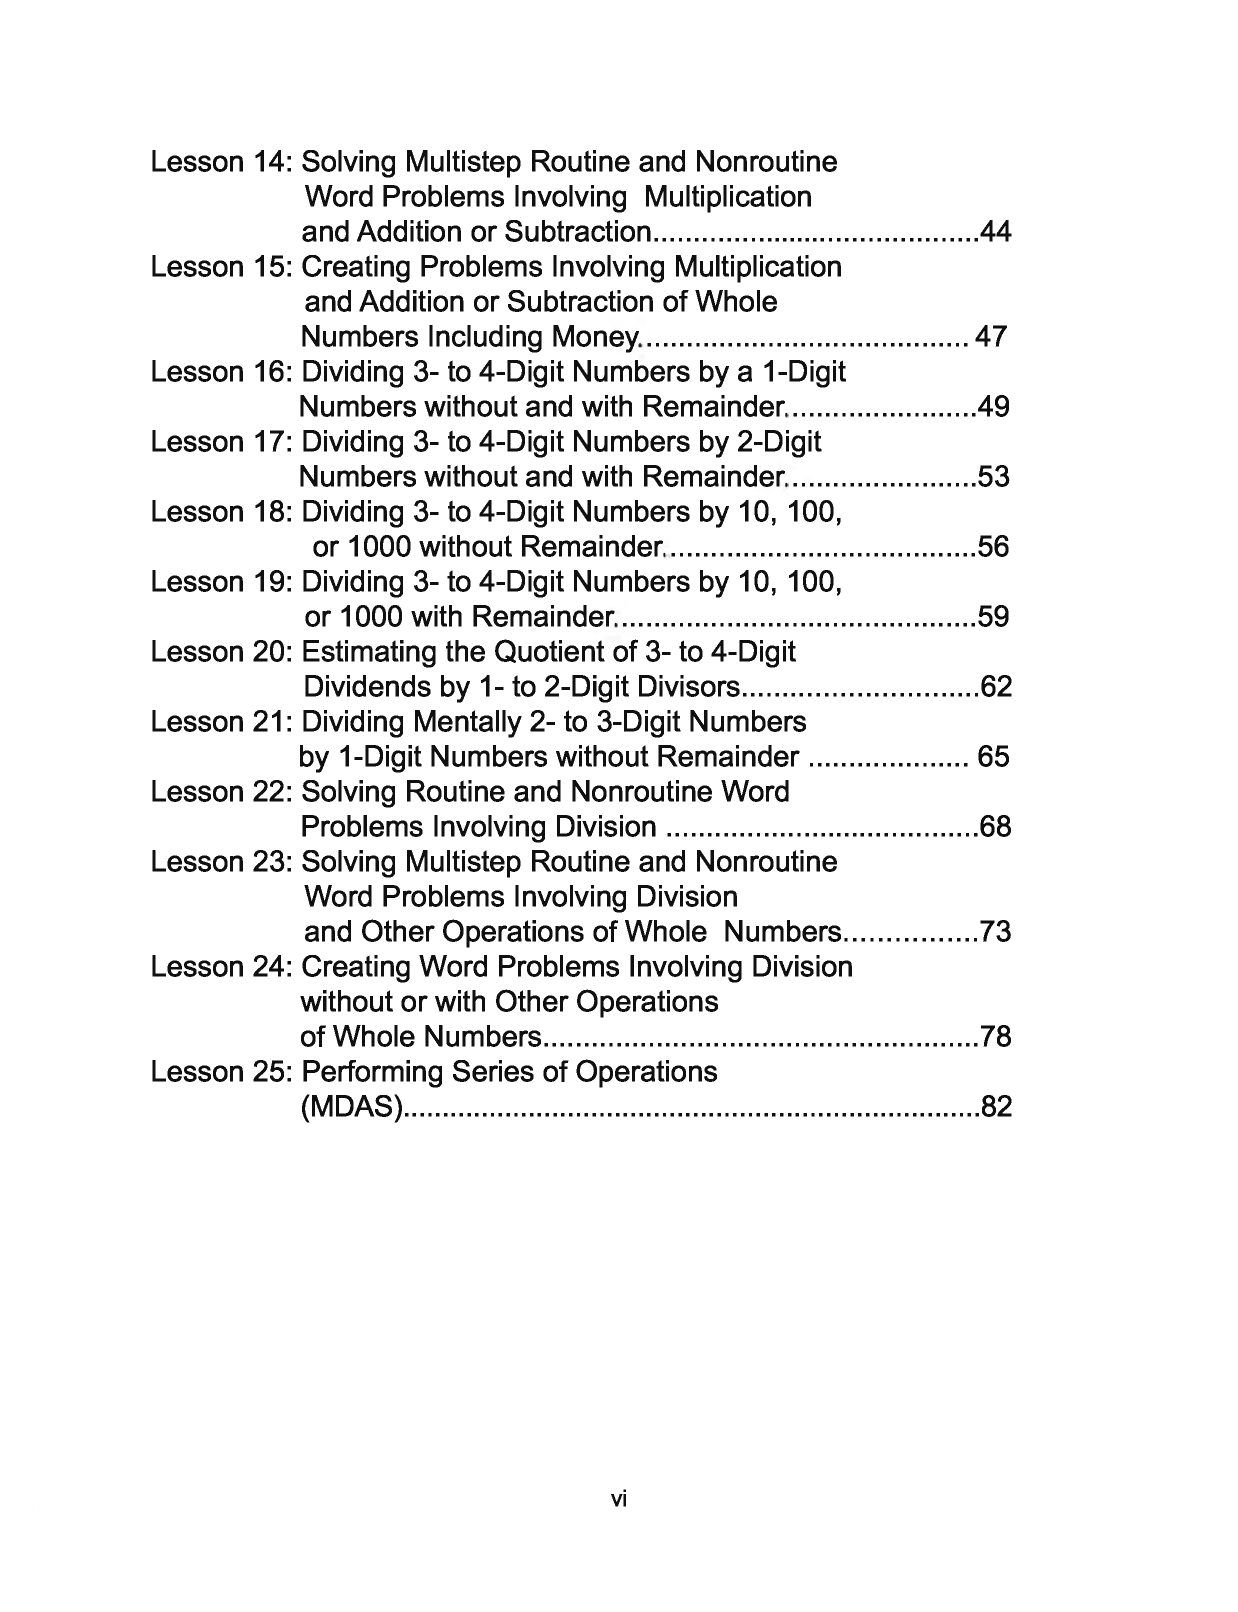 Lesson 14: Solving Multistep Routine and Nonroutine
Word Problems Involving  Multiplication
and Addition or Subtraction........................................44
Lesson 15: Creating Problems Involving Multiplication
and Addition or Subtraction of Whole
Numbers Including Money........................................ 47
Lesson 16: Dividing 3- to 4-Digit Numbers by a 1-Digit
Numbers without and with Remainder........................49
Lesson 17: Dividing 3- to 4-Digit Numbers by 2-Digit
Numbers without and with Remainder........................53
Lesson 18: Dividing 3- to 4-Digit Numbers by 10, 100,
or 1000 without Remainder.......................................56
Lesson 19: Dividing 3- to 4-Digit Numbers by 10, 100,
or 1000 with Remainder.............................................59
Lesson 20: Estimating the Quotient of 3- to 4-Digit
Dividends by 1- to 2-Digit Divisors.............................62
Lesson 21: Dividing Mentally 2- to 3-Digit Numbers
by 1-Digit Numbers without Remainder .................... 65
Lesson 22: Solving Routine and Nonroutine Word
Problems Involving Division .......................................68
Lesson 23: Solving Multistep Routine and Nonroutine
Word Problems Involving Division
and Other Operations of Whole  Numbers................73
Lesson 24: Creating Word Problems Involving Division
without or with Other Operations
of Whole Numbers......................................................78
Lesson 25: Performing Series of Operations
(MDAS)........................................................................82
vi